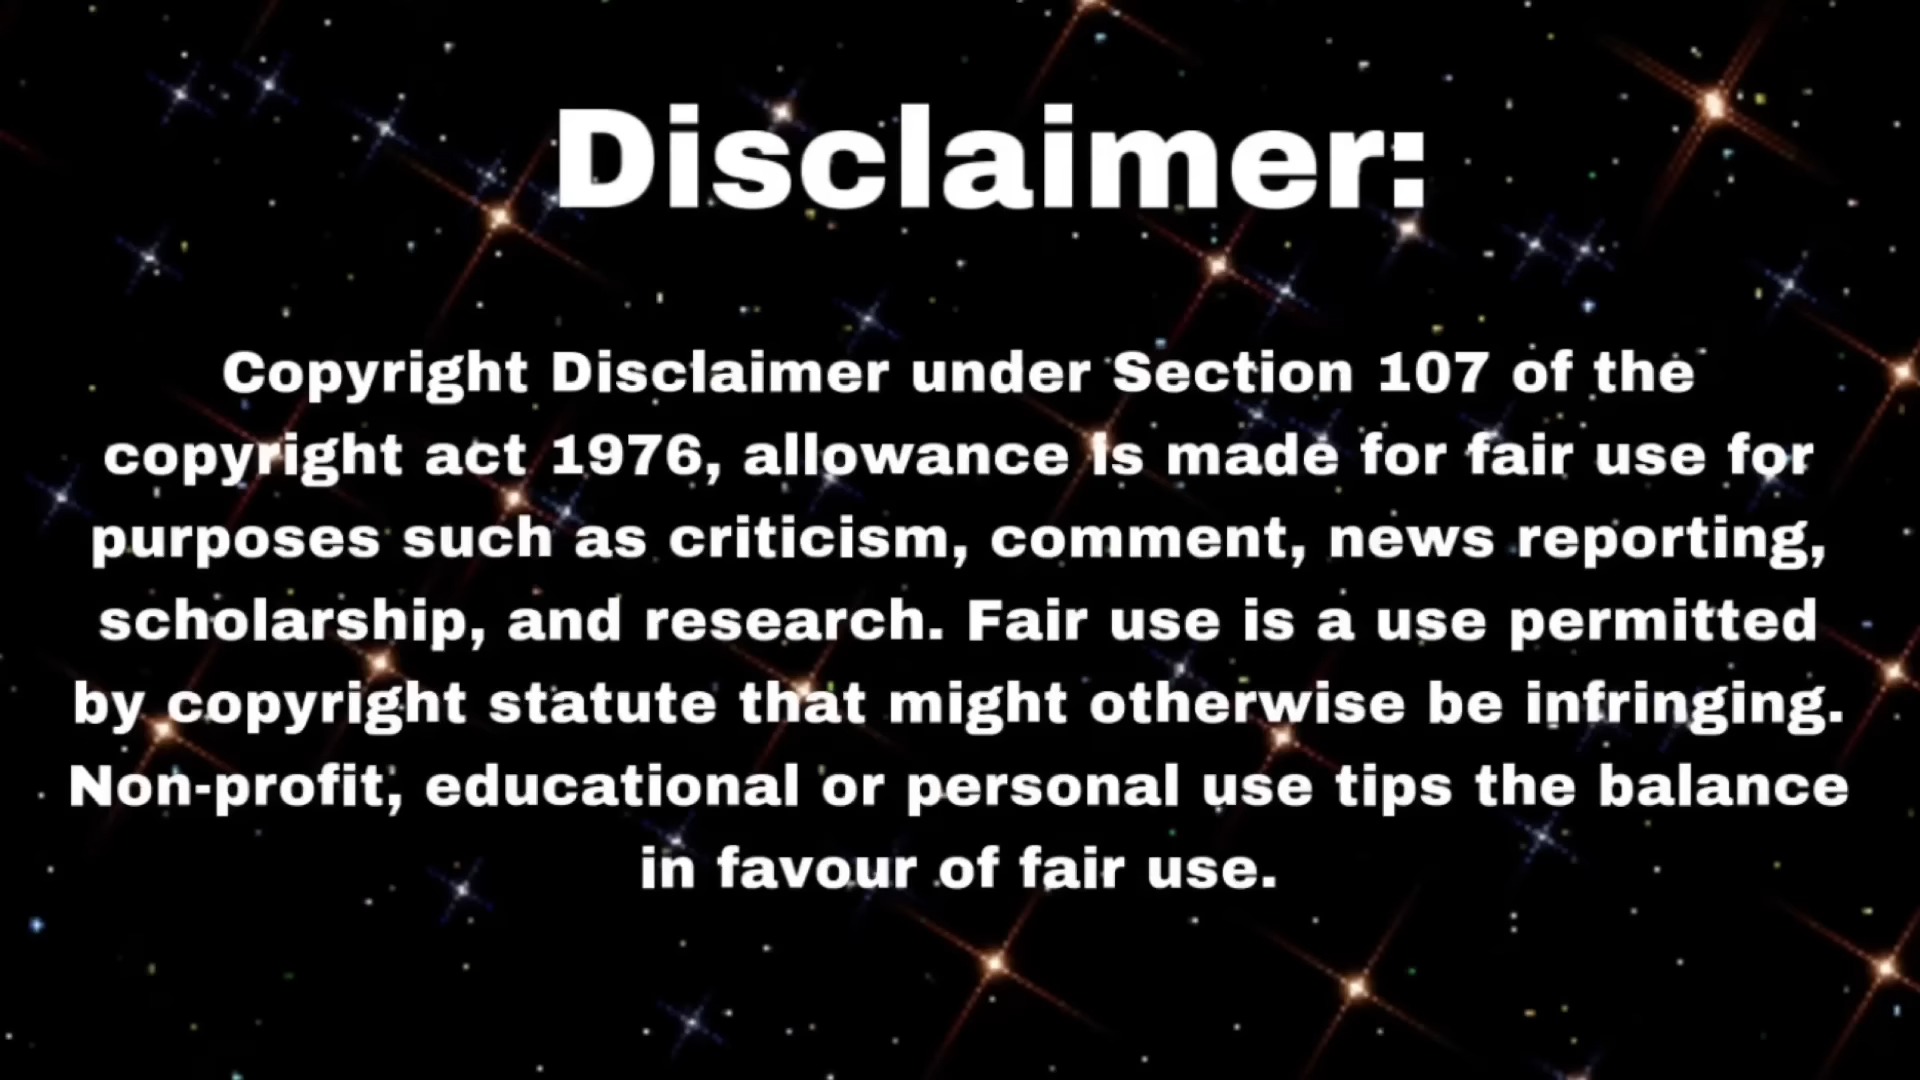 Disclaimer:
Copyright Disclaimer under Section 107 of the
copyright act 1976, allowance is made for fair use for
purposes such as criticism, comment, news reporting,
scholarship, and research. Fair use is a use permitted
by copyright statute that might otherwise be infringing.
Non-profit, educational or personal use tips the balance
in favour of fair use.